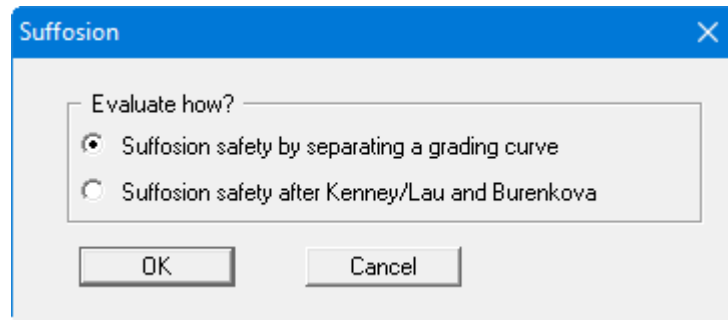 Suffosion
Evaluate how?
Suffosion safety by separating a grading curve
Suffosion safety after Kenney/Lau and Burenkova
OK
Cancel